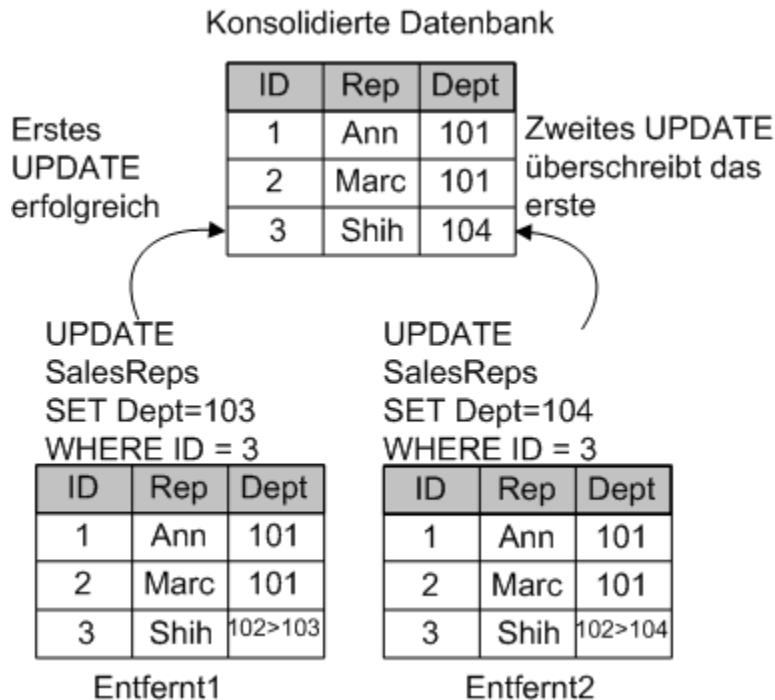 Konsolidierte Datenbank
ID Rep Dept
1 Ann 101
2 Marc 101
3 Shih 104
Erstes
UPDATE
erfolgreich
Zweites UPDATE
überschreibt das
erste
UPDATE
SalesReps
SET Dept=103
WHERE ID = 3
ID Rep Dept
1 Ann 101
2 Marc 101
3 Shih 102>103
Entfernt1
UPDATE
SalesReps
SET Dept=104
WHERE ID = 3
ID Rep Dept
1 Ann 101
2 Marc 101
3 Shih 102>104
Entfernt2